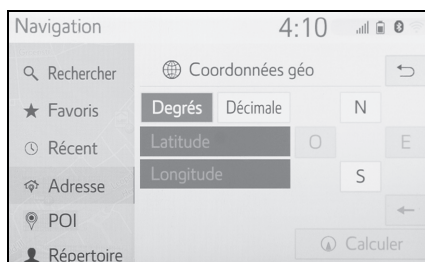 Navigation 4:10
Rechercher
Favoris
Récent
Adresse
POI
Répertoire
Coordonnées géo
Degrés Décimale N
Latitude O E
Longitude S
Calculer